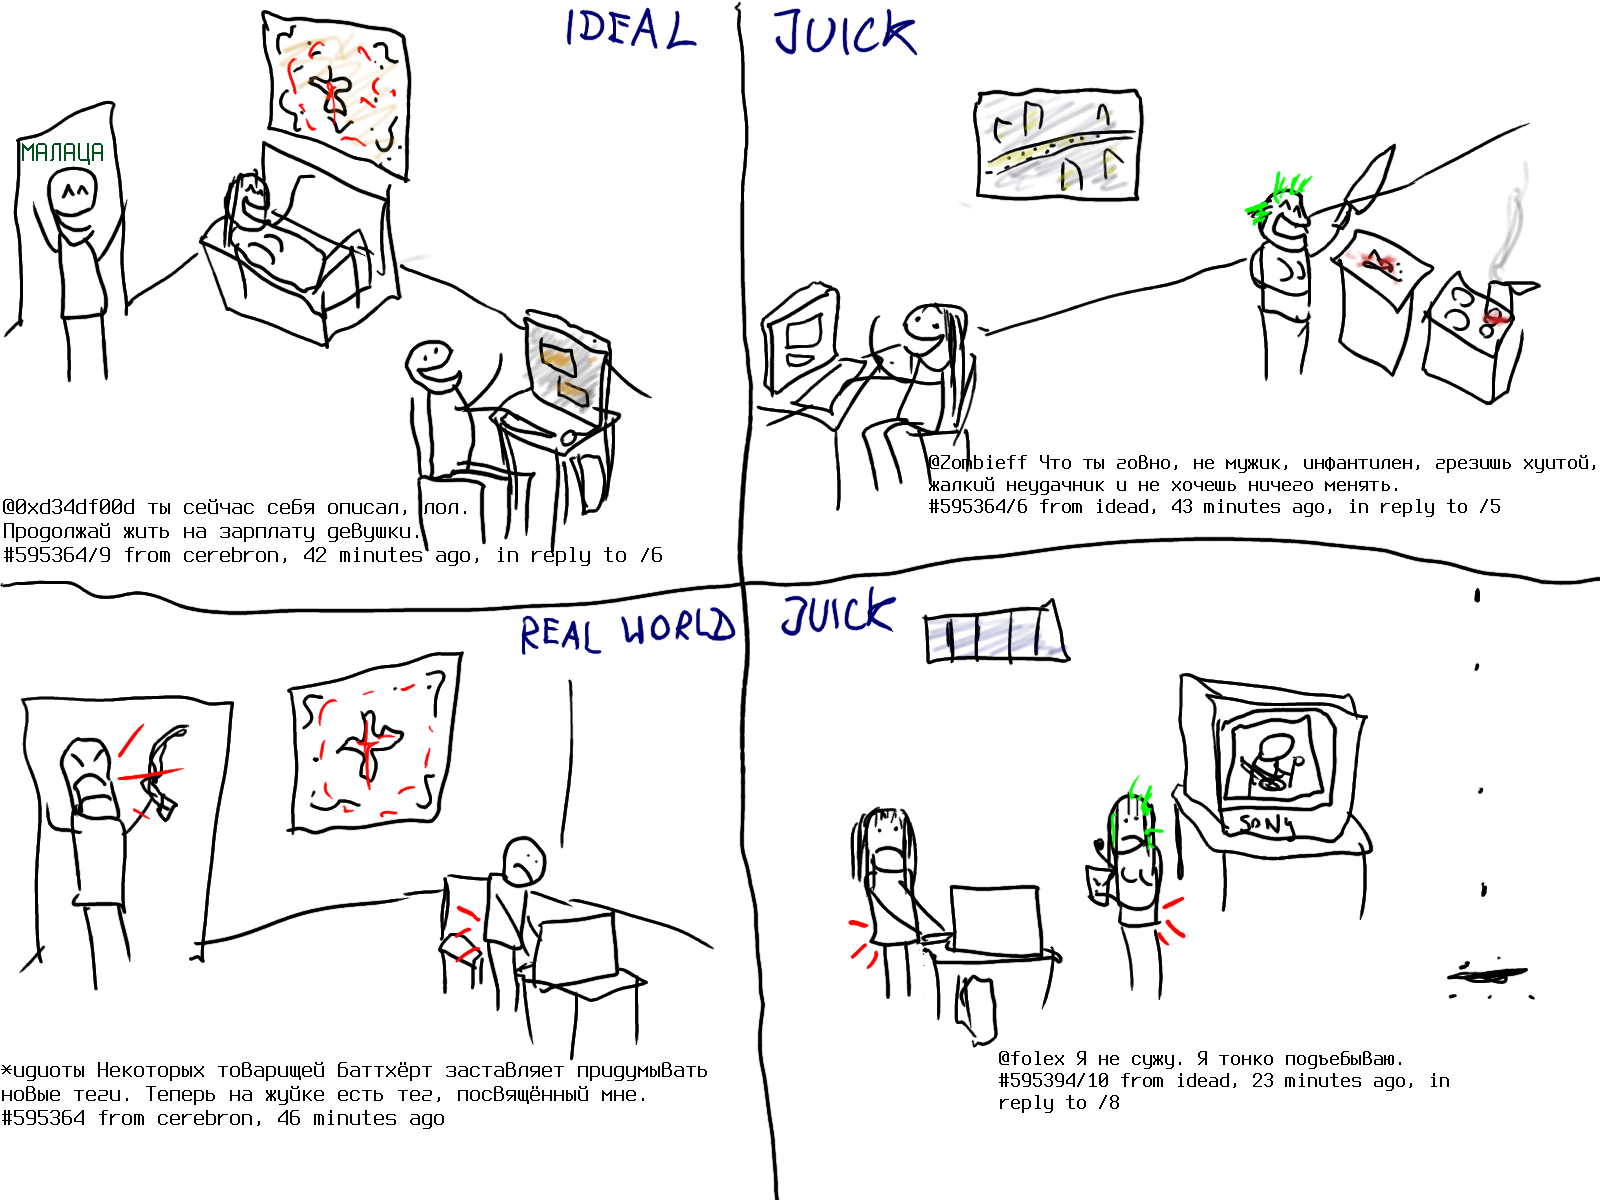 IDEAL JUICK
МАЛАЦА
@Zombieff Что ты говно, не мужик, инфантилен, грезишь хуитой,
жалкий неудачник и не хочешь ничего менять.
#595364/6 from idead, 43 minutes ago, in reply to /5
@0xd34df00d ты сейчас себя описал, лол.
Продолжай жить на зарплату девушки.
#595364/9 from cerebron, 42 minutes ago, in reply to /6
REAL WORLD JUICK
SONY
*идиоты Некоторых товарищей баттхёрт заставляет придумывать
новые теги. Теперь на жуйке есть тег, посвящённый мне.
#595364 from cerebron, 46 minutes ago
@folex Я не сужу. Я тонко подъебываю.
#595394/10 from idead, 23 minutes ago, in
reply to /8